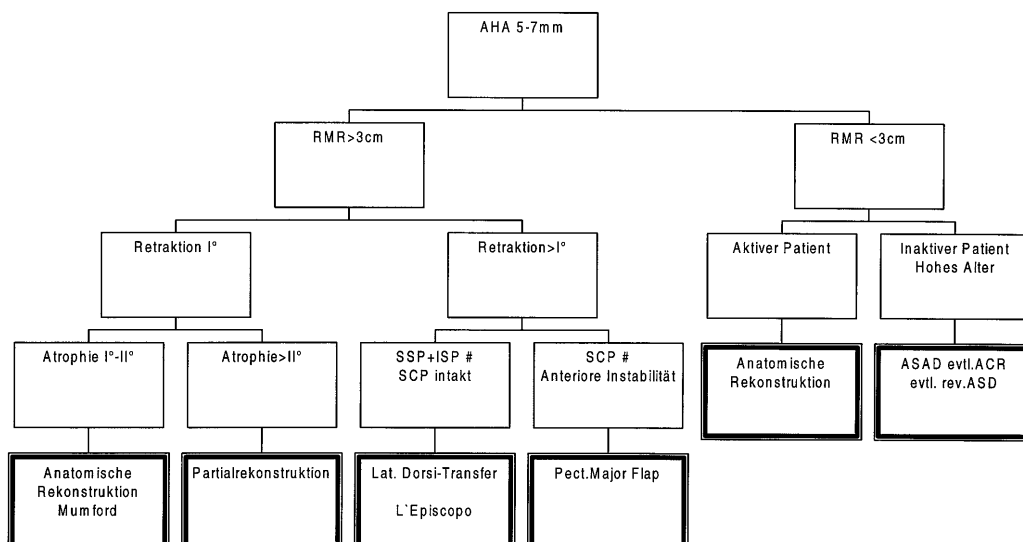 AHA 5-7mm
RMR>3cm
RMR <3cm
Retraktion I°
Retraktion>I°
Aktiver Patient
Inaktiver Patient
Hohes Alter
Atrophie I°-II°
Atrophie>II°
SSP+ISP #
SCP intakt
SCP #
Anteriore Instabilität
Anatomische
Rekonstruktion
ASAD evtl.ACR
evtl. rev.ASD
Anatomische
Rekonstruktion
Mumford
Partialrekonstruktion
Lat. Dorsi-Transfer
L`Episcopo
Pect.Major Flap